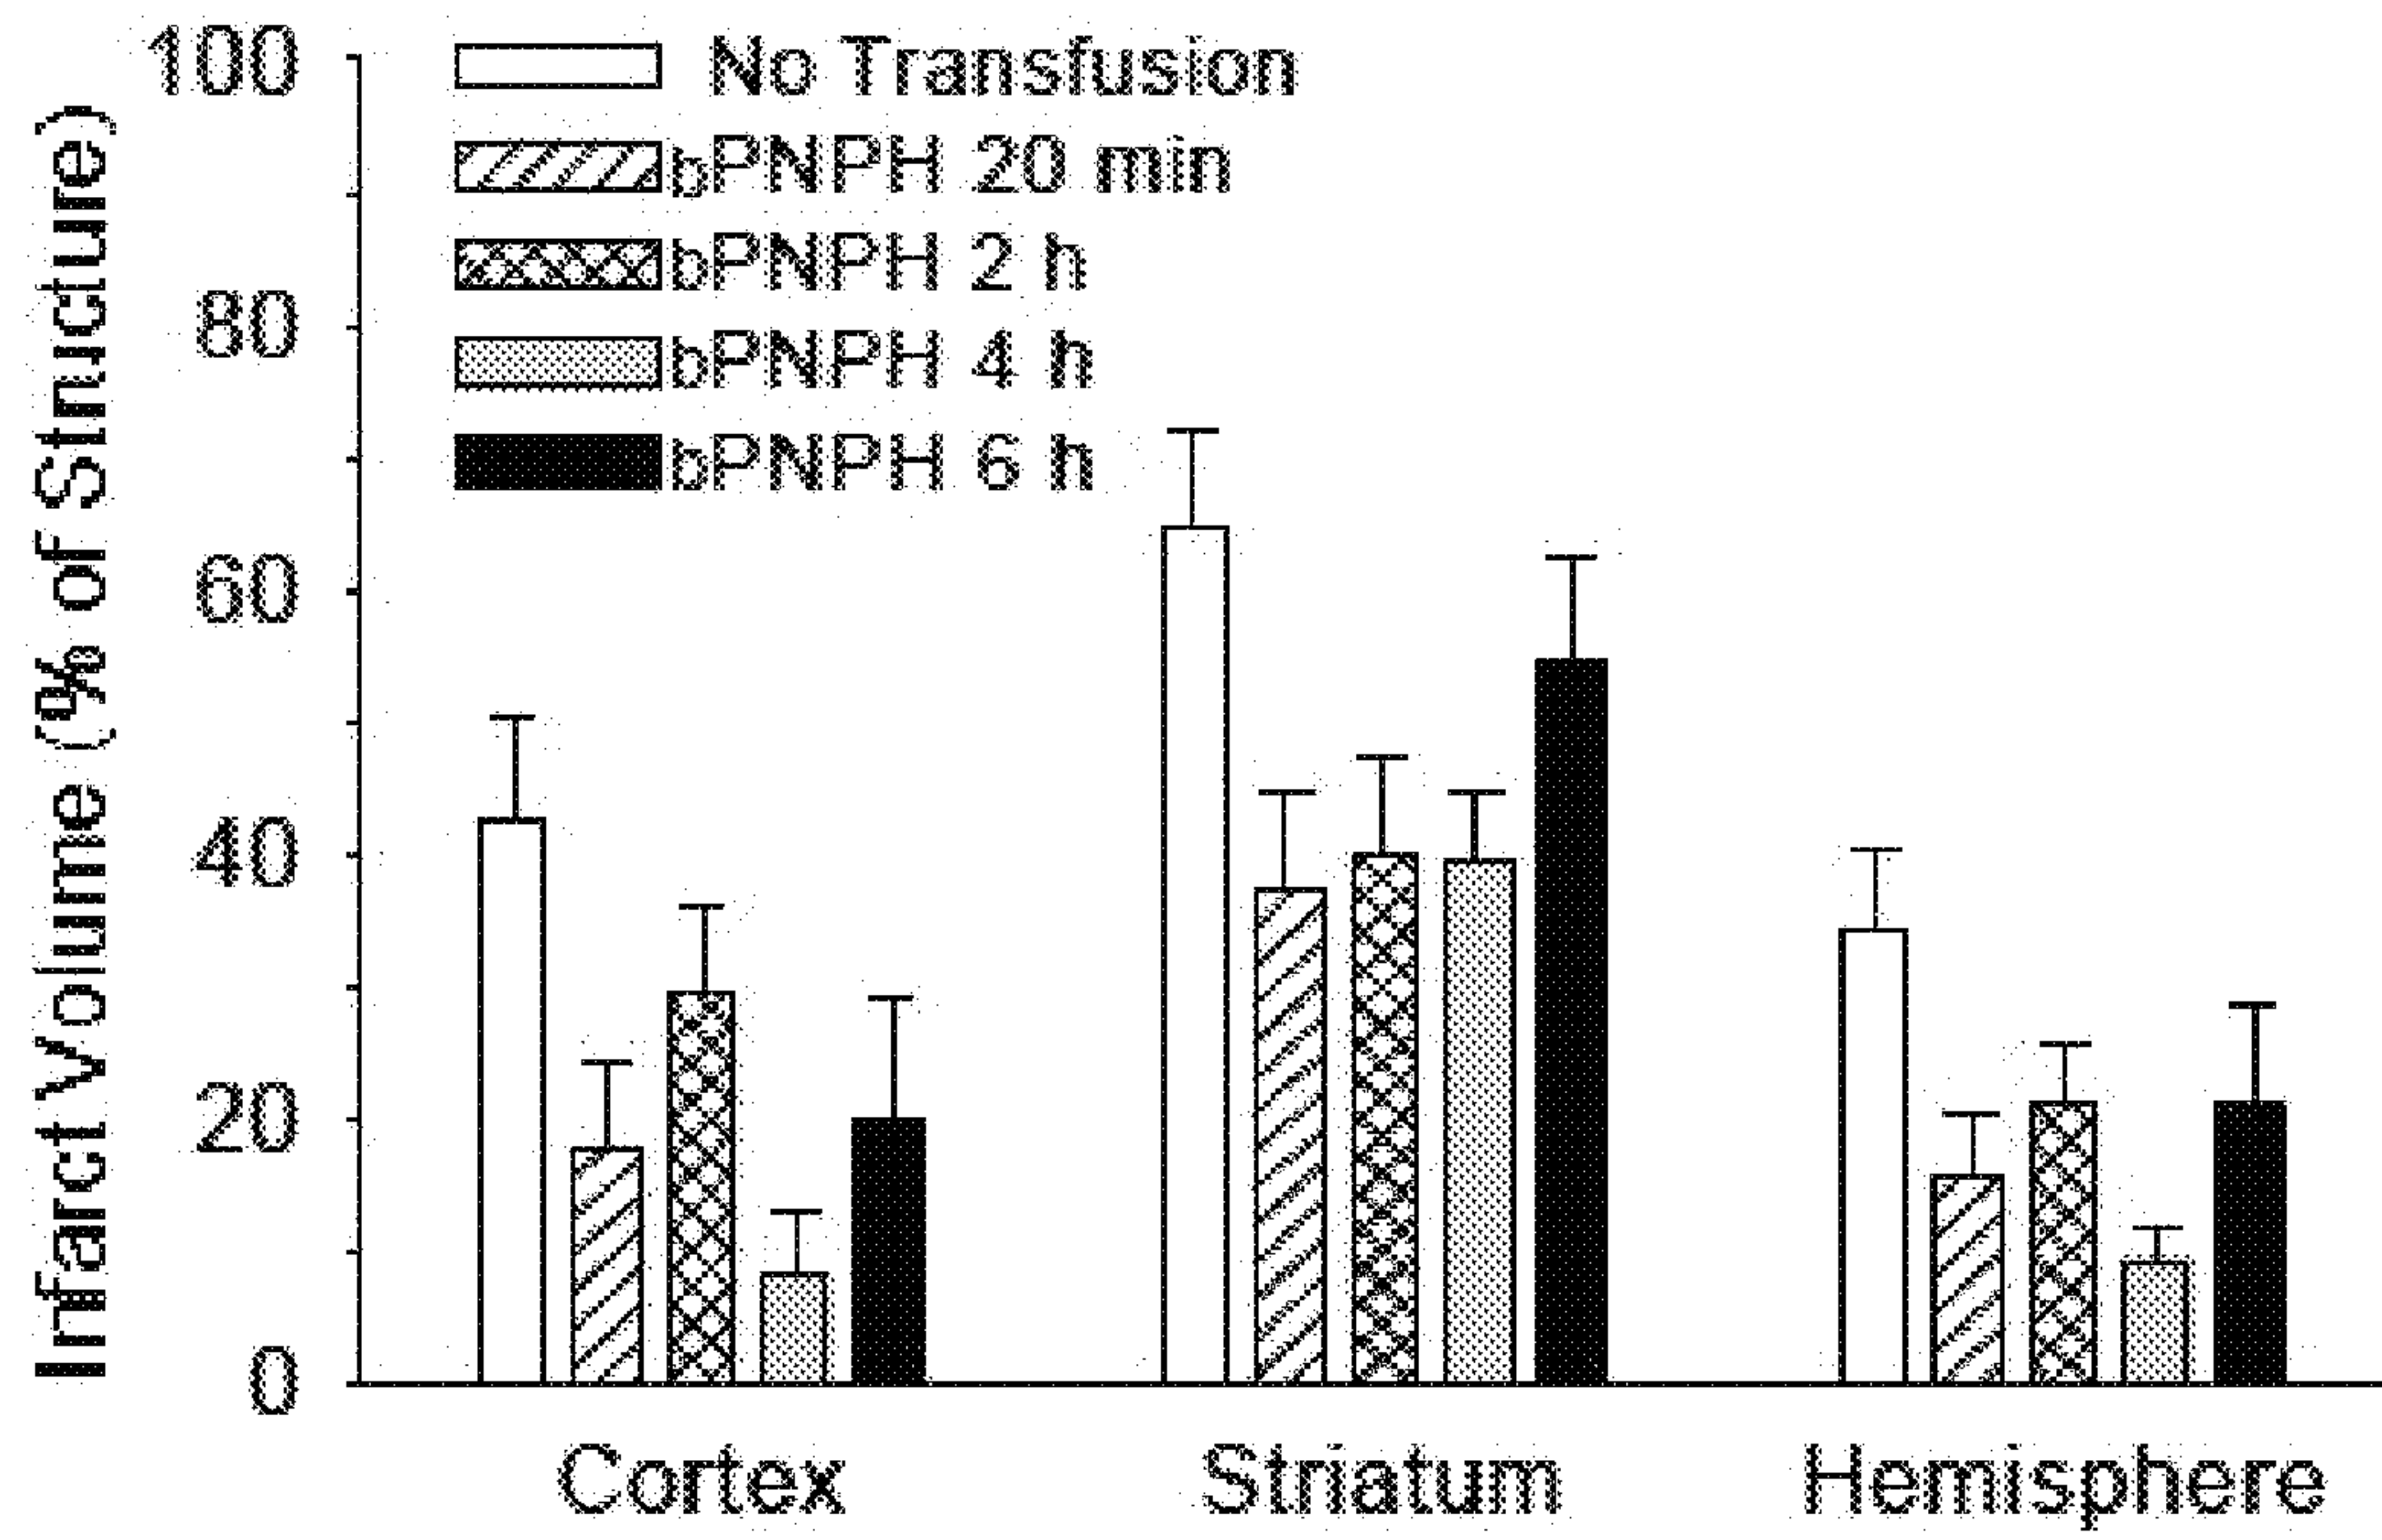 Infarct Volume (% of Structure)
100
80
60
40
20
0
No Transfusion
bPNPH 20 min
bPNPH 2 h
bPNPH 4 h
bPNPH 6 h
Cortex
Striatum
Hemisphere